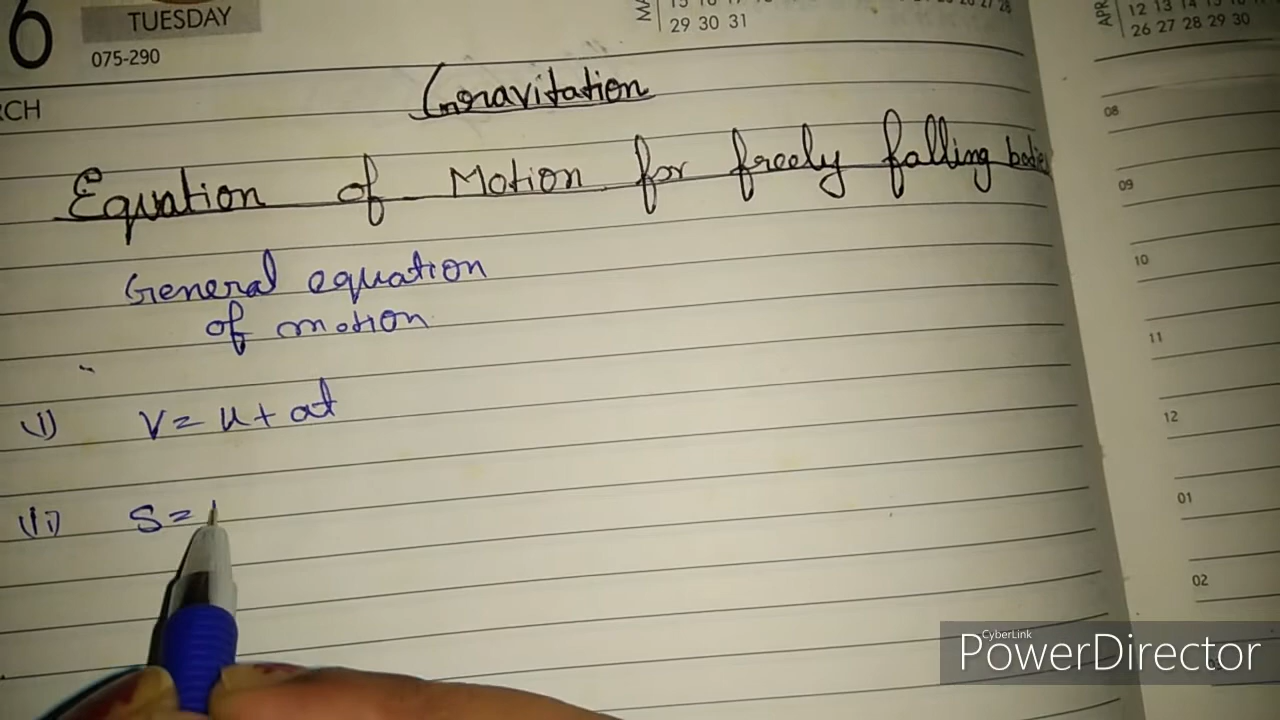 6
TUESDAY
075-290
RCH
29 30 31
APR
12 13 14 15
26 27 28 29 30
Gravitation
Equation of Motion for freely falling bodies
General equation
of motion
(i) V = u + at
(ii) S =
08
09
10
11
12
01
02
CyberLink
PowerDirector